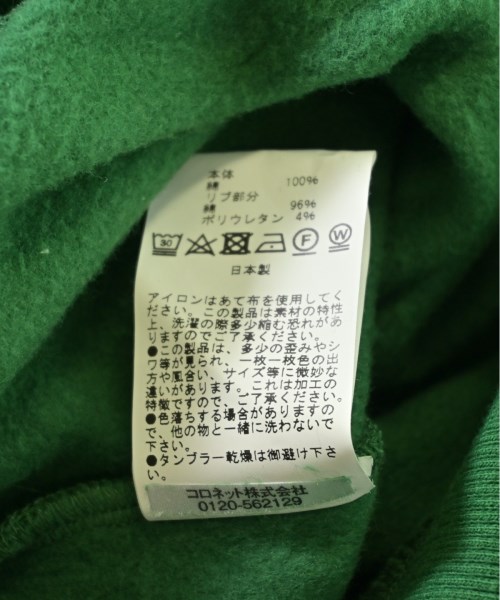 本体
綿 100%
リブ部分
綿 96%
ポリウレタン 4%
30 F W
日本製
アイロンはあて布を使用してく
ださい。この製品は素材の特性
上、洗濯の際多少縮む恐れがあ
りますのでご了承ください。
●この製品は、多少の歪みやシ
ワ等が見られ、一枚一枚色の出
方や風合い、サイズ等に微妙な
違いがあります。これは加工の
特徴ですので、ご了承ください。
●色落ちする場合がありますの
で、他の物と一緒に洗わないで
下さい。
●タンブラー乾燥は御避け下さ
い。
コロネット株式会社
0120-562129